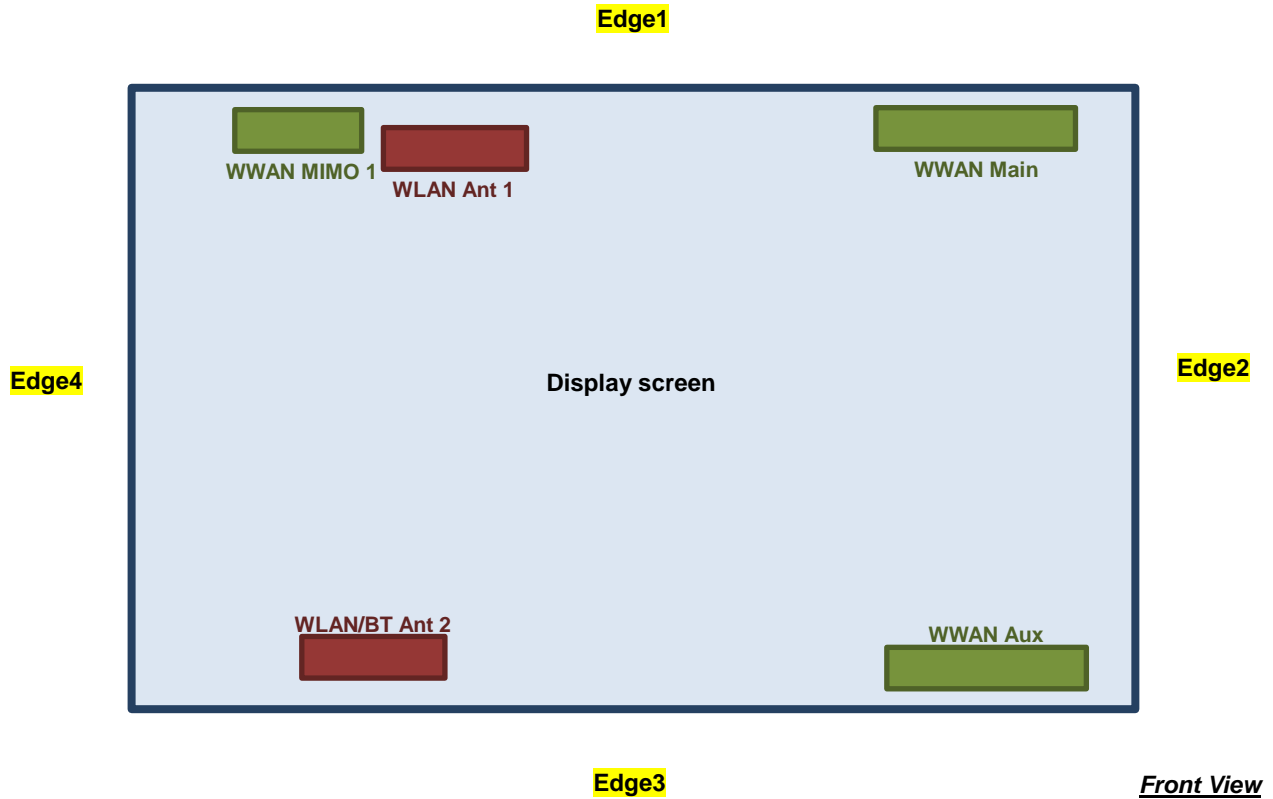 Edge1
WWAN MIMO 1
WLAN Ant 1
WWAN Main
Edge4
Display screen
Edge2
WLAN/BT Ant 2
WWAN Aux
Edge3
Front View